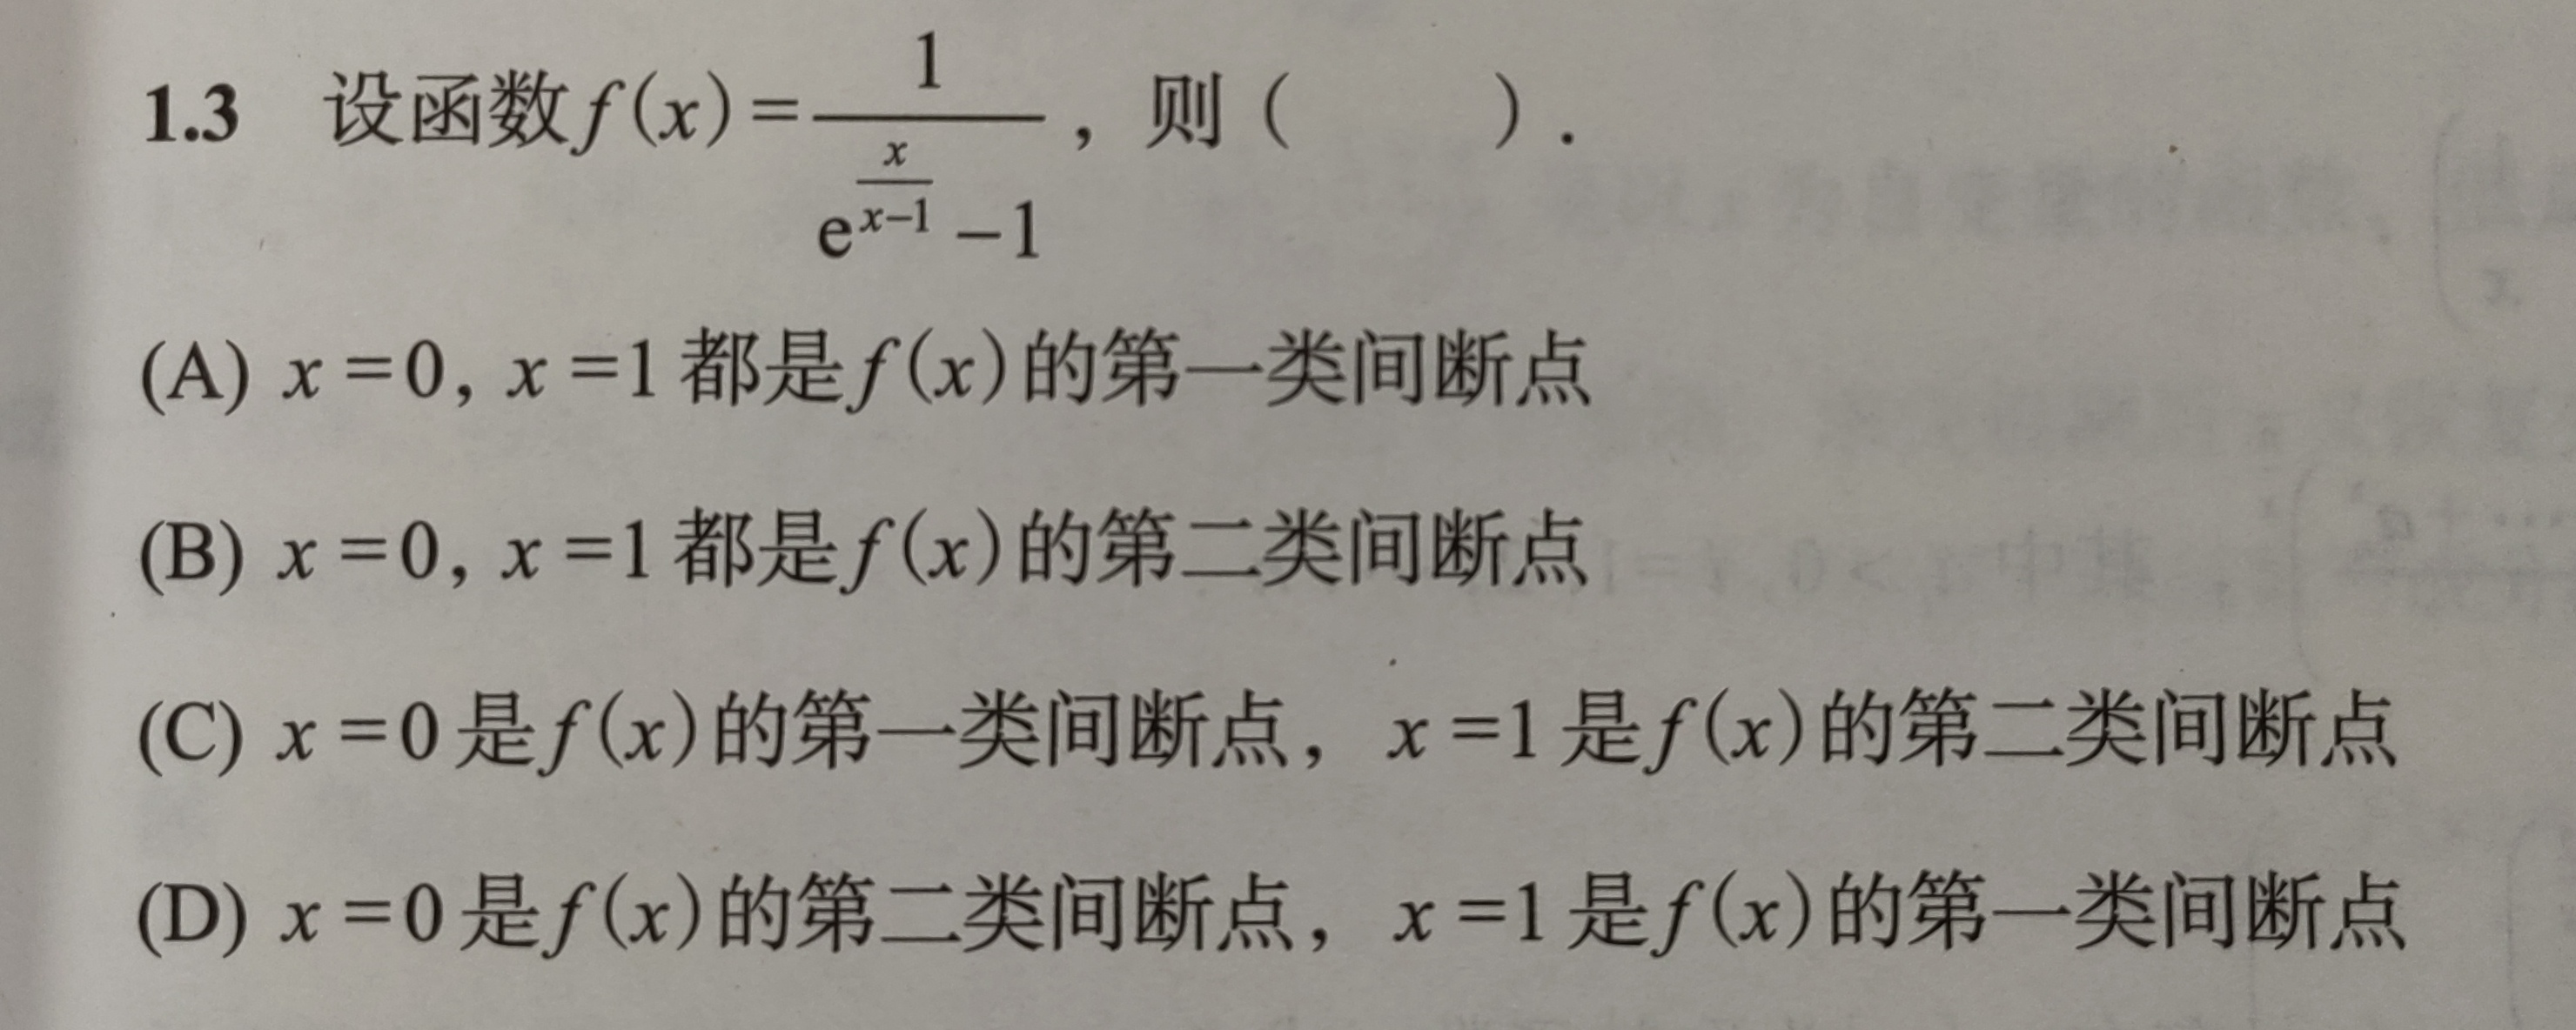 1.3 设函数 f(x)=\frac{1}{e^{\frac{x}{x-1}}-1}，则（ ）.
(A) x=0, x=1 都是 f(x) 的第一类间断点
(B) x=0, x=1 都是 f(x) 的第二类间断点
(C) x=0 是 f(x) 的第一类间断点，x=1 是 f(x) 的第二类间断点
(D) x=0 是 f(x) 的第二类间断点，x=1 是 f(x) 的第一类间断点